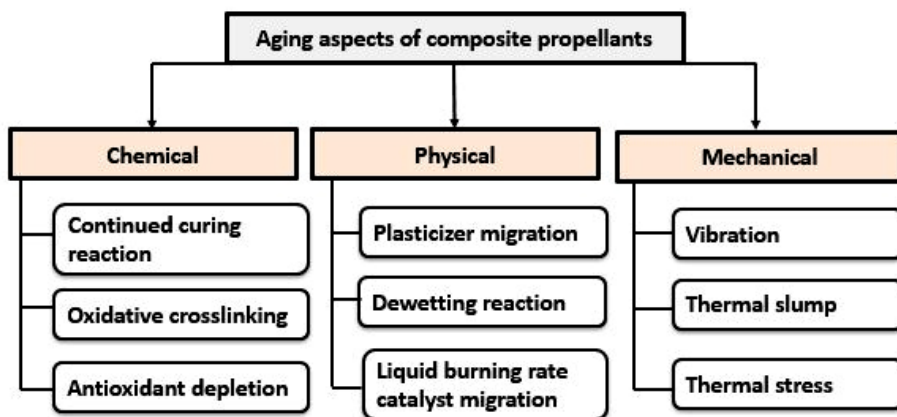 Aging aspects of composite propellants
Chemical
Continued curing
reaction
Oxidative crosslinking
Antioxidant depletion
Physical
Plasticizer migration
Dewetting reaction
Liquid burning rate
catalyst migration
Mechanical
Vibration
Thermal slump
Thermal stress